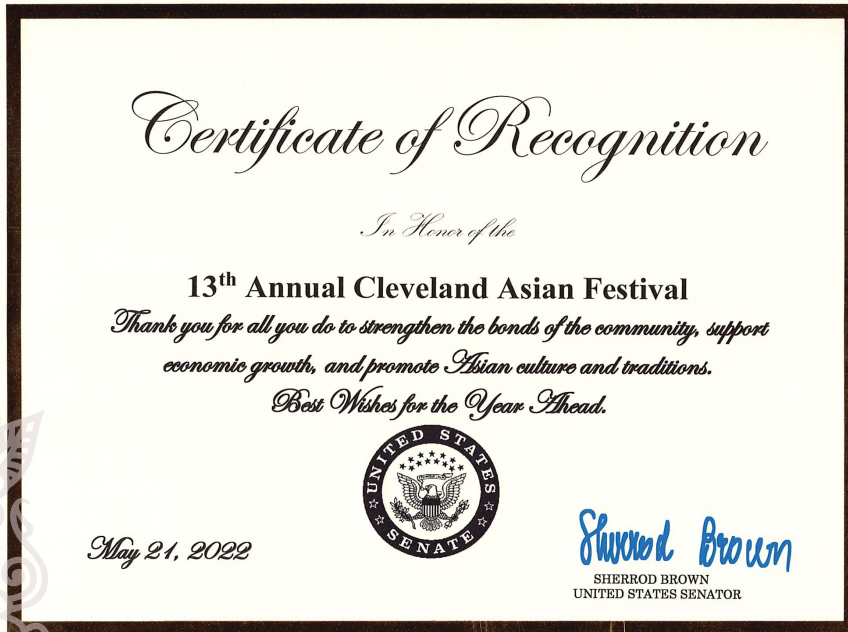 Certificate of Recognition
In Honor of the
13th Annual Cleveland Asian Festival
Thank you for all you do to strengthen the bonds of the community, support
economic growth, and promote Asian culture and traditions.
Best Wishes for the Year Ahead.
UNITED STATES
SENATE
May 21, 2022
Sherrod Brown
SHERROD BROWN
UNITED STATES SENATOR